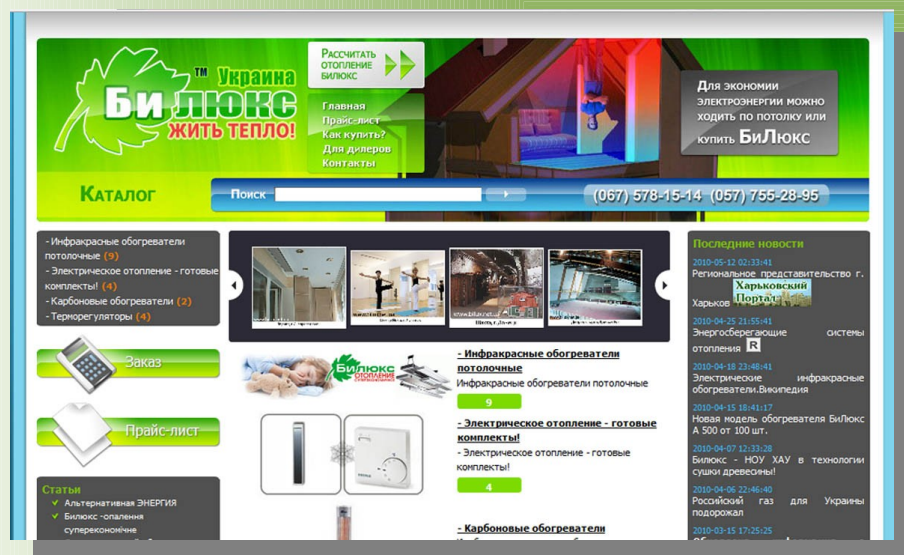 Рассчитать
отопление
билюкс
TM Украина
БиЛЮКС
ЖИТЬ ТЕПЛО!
Главная
Прайс-лист
Как купить?
Для дилеров
Контакты
Для экономии
электроэнергии можно
ходить по потолку или
купить БиЛюкс
Каталог
Поиск
(067) 578-15-14 (057) 755-28-95
- Инфракрасные обогреватели
потолочные (9)
- Электрическое отопление - готовые
комплекты! (4)
- Карбоновые обогреватели (2)
- Терморегуляторы (4)
Заказ
Прайс-лист
Статьи
Альтернативная ЭНЕРГИЯ
Билюкс -опалення
суперекономічне
Билюкс
ОТОПЛЕНИЕ
- Инфракрасные обогреватели
потолочные
Инфракрасные обогреватели потолочные
9
- Электрическое отопление - готовые
комплекты!
- Электрическое отопление - готовые
комплекты!
4
- Карбоновые обогреватели
Последние новости
2010-05-12 02:33:41
Региональное представительство г.
Харьков Харьковский
Портал
2010-04-25 21:55:41
Энергосберегающие системы
отопления R
2010-04-18 23:48:41
Электрические инфракрасные
обогреватели.Википедия
2010-04-15 18:41:17
Новая модель обогревателя БиЛюкс
А 500 от 100 шт.
2010-04-07 12:33:28
Билюкс - НОУ ХАУ в технологии
сушки древесины!
2010-04-06 22:46:40
Российский газ для Украины
подорожал
2010-03-15 17:25:25